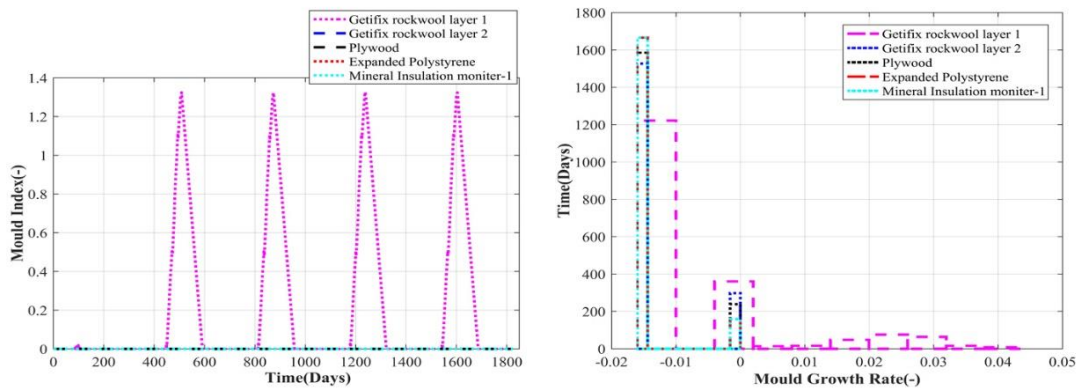 Getifix rockwool layer 1
Getifix rockwool layer 2
Plywood
Expanded Polystyrene
Mineral Insulation moniter-1
1.4
1.2
1
0.8
0.6
0.4
0.2
0
0 200 400 600 800 1000 1200 1400 1600 1800
Mould Index(-)
Time(Days)
Getifix rockwool layer 1
Getifix rockwool layer 2
Plywood
Expanded Polystyrene
Mineral Insulation moniter-1
1800
1600
1400
1200
1000
800
600
400
200
0
-0.02 -0.01 0 0.01 0.02 0.03 0.04 0.05
Time(Days)
Mould Growth Rate(-)